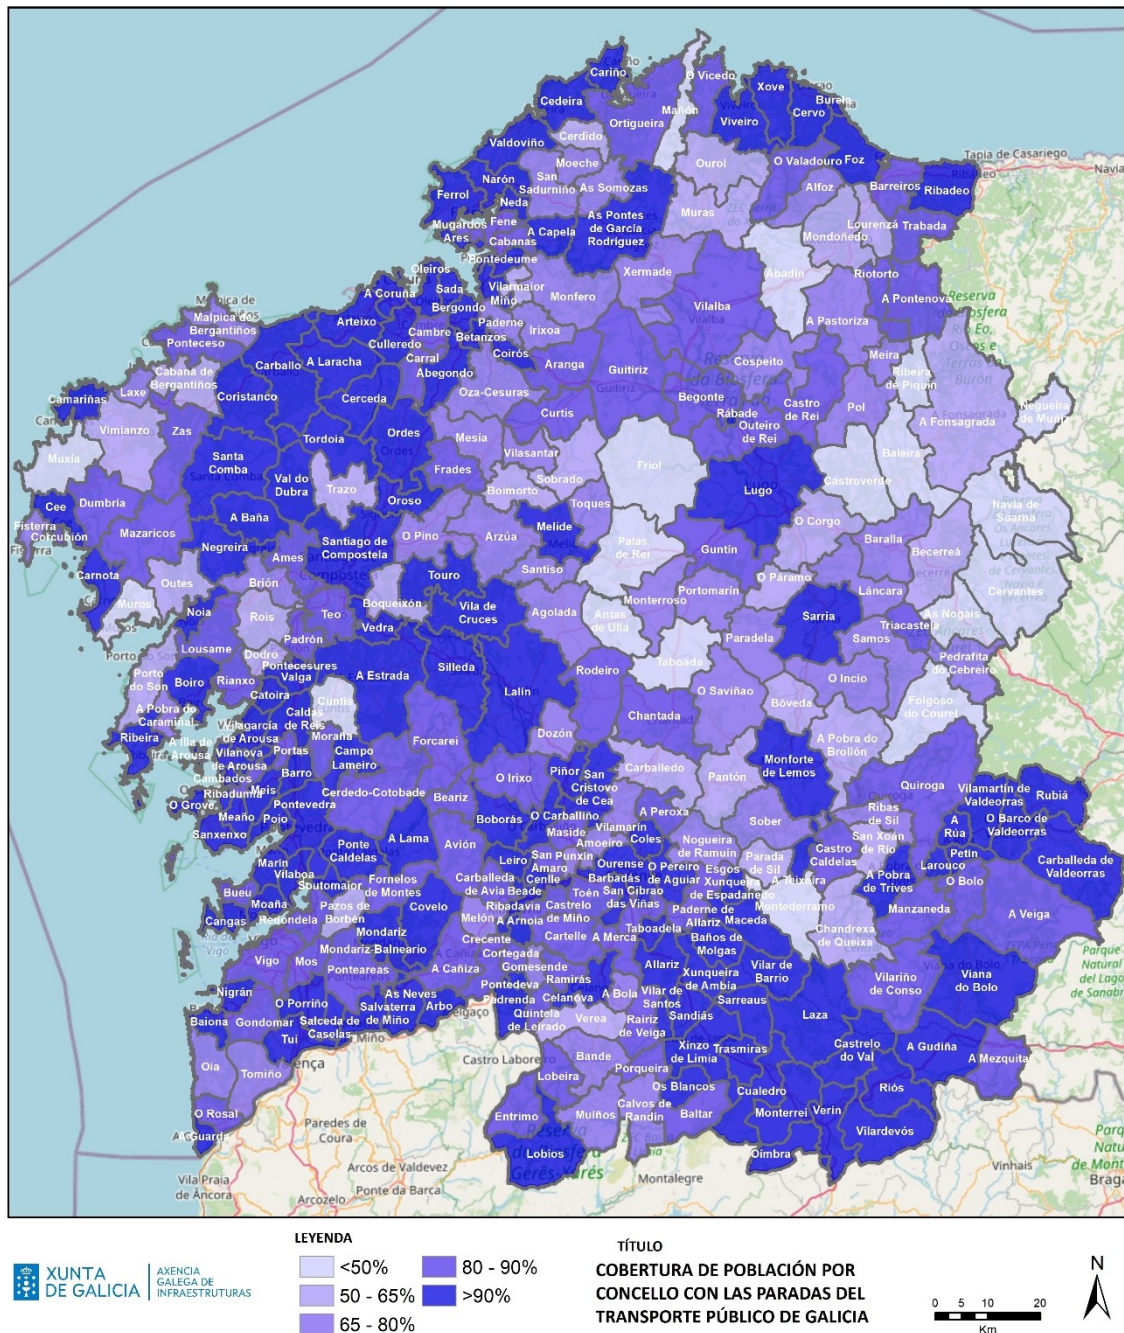 Cariño
Cedeira
O Vicedo
Xove
Mañón
Viveiro
Burela
Cervo
Ortigueira
Valdoviño
Cerdido
Moeche
Ourol
O Valadouro
Foz
Tapia de Casariego
Navia
Narón
San
Sadurniño
As Somozas
Alfoz
Barreiros
Ribadeo
Ferrol
Neda
Muras
Lourenzá
Trabada
Mugardos
Fene
Ares
Cabanas
A Capela
As Pontes
de García
Rodríguez
Mondoñedo
Pontedeume
Oleiros
Xermade
Abadín
Riotorto
A Coruña
Sada
Vilarmaior
Miño
Monfero
Vilalba
A Pontenova
Malpica de
Bergantiños
Ponteceso
Arteixo
Bergondo
Paderne
Cambre
Betanzos
Irixoa
A Pastoriza
Culleredo
Coirós
Carral
Abegondo
Aranga
Guitiriz
Cospeito
Meira
Ribeira
de Piquín
Cabana de
Bergantiños
Carballo
A Laracha
Laxe
Camariñas
Coristanco
Cerceda
Oza-Cesuras
Begonte
Castro
de Rei
Pol
A Fonsagrada
Negueira
de Muñiz
Curtis
Rábade
Outeiro
de Rei
Vimianzo
Zas
Ordes
Tordoia
Mesía
Vilasantar
Baleira
Muxía
Santa
Comba
Val do
Dubra
Trazo
Frades
Sobrado
Boimorto
Friol
Castroverde
Lugo
Cee
Dumbría
Oroso
Toques
Navia de
Suarna
Fisterra
Corcubión
Mazaricos
A Baña
Santiago de
Compostela
O Pino
Arzúa
Melide
Palas
de Rei
Guntín
O Corgo
Baralla
Becerreá
Negreira
Ames
Carnota
Outes
Brión
Touro
Santiso
O Páramo
Láncara
Cervantes
Muros
Noia
Rois
Teo
Boqueixón
Vila de
Cruces
Agolada
Monterroso
Portomarín
Antas
de Ulla
Sarria
As Nogais
Triacastela
Vedra
Padrón
Lousame
Dodro
Paradela
Samos
Pedrafita
do Cebreiro
Porto
do Son
Rianxo
Pontecesures
Valga
A Estrada
Silleda
Rodeiro
Taboada
Boiro
Catoira
Lalín
O Saviñao
O Incio
Folgoso
do Courel
A Pobra do
Caramiñal
Cuntis
Bóveda
Ribeira
Vilagarcía
de Arousa
Caldas
de Reis
Moraña
Chantada
A Illa de
Arousa
Vilanova
de Arousa
Portas
Campo
Lameiro
Forcarei
Dozón
A Pobra do
Brollón
Cambados
Barro
Piñor
San
Cristovo
de Cea
Carballedo
Pantón
Monforte
de Lemos
Ribadumia
Meis
O Irixo
Quiroga
Vilamartín de
Valdeorras
Rubiá
O Grove
Pontevedra
Cerdedo-Cotobade
Beariz
Meaño
Poio
Boborás
O Carballiño
A Peroxa
Sober
Ribas
de Sil
Sanxenxo
A Lama
Maside
Amoeiro
Vilamarín
Coles
San Xoán
de Río
A
Rúa
O Barco de
Valdeorras
Ponte
Caldelas
Avión
Nogueira
de Ramuín
Castro
Caldelas
Petín
Marín
Vilaboa
Leiro
San
Amaro
Punxín
Ourense
Parada
de Sil
Larouco
Carballeda de
Valdeorras
Soutomaior
Fornelos
de Montes
Cenlle
Barbadás
O Pereiro
de Aguiar
Esgos
A Teixeira
A Pobra
de Trives
O Bolo
Bueu
Moaña
Carballeda
de Avia
Beade
Toén
San Cibrao
das Viñas
Xunqueira
de Espadanedo
Montederramo
Manzaneda
Pazos de
Borbén
Covelo
Ribadavia
Castrelo
de Miño
A Veiga
Cangas
Redondela
Melón
A Arnoia
Paderne de
Allariz
Maceda
Chandrexa
de Queixa
Mondariz
Taboadela
Vigo
Mos
Mondariz-Balneario
Crecente
Cartelle
A Merca
Baños de
Molgas
Cortegada
Ponteareas
A Cañiza
Gomesende
Allariz
Vilar de
Barrio
Vilariño
de Conso
Viana
do Bolo
Nigrán
Pontedeva
Ramirás
Xunqueira
de Ambía
O Porriño
As Neves
Padrenda
Celanova
A Bola
Vilar de
Santos
Sarreaus
Baiona
Gondomar
Salceda de
Caselas
Salvaterra
de Miño
Arbo
Quintela
de Leirado
Verea
Rairiz
de Veiga
Sandiás
Laza
Tui
Castro Laboreiro
Xinzo
de Limia
Trasmiras
Castrelo
do Val
A Gudiña
A Mezquita
Oia
Tomiño
Bande
Porqueira
Lobeira
Os Blancos
Cualedro
Riós
O Rosal
Entrimo
Muíños
Calvos de
Randín
Baltar
Monterrei
Verín
Vilardevós
A Guarda
Paredes de
Coura
Lobios
Oímbra
Vila Praia
de Âncora
Arcos de Valdevez
Ponte da Barca
Arcozelo
Montalegre
Vinhais
LEYENDA
<50%
50 - 65%
65 - 80%
80 - 90%
>90%
XUNTA
DE GALICIA
AXENCIA
GALEGA DE
INFRAESTRUTURAS
TÍTULO
COBERTURA DE POBLACIÓN POR
CONCELLO CON LAS PARADAS DEL
TRANSPORTE PÚBLICO DE GALICIA
N
0 5 10 20
Km